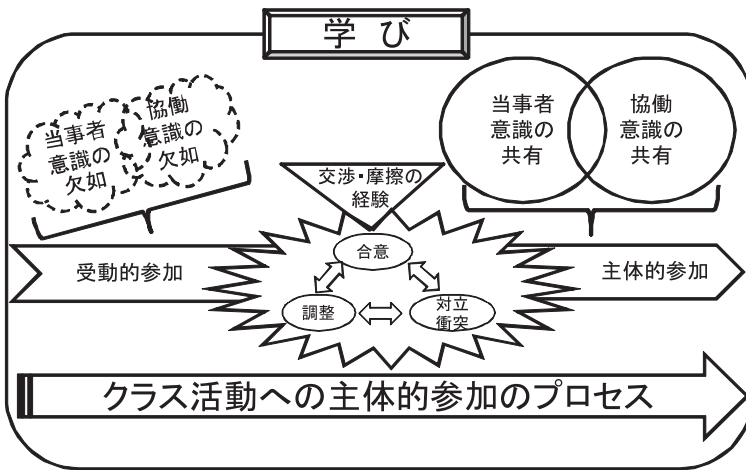 学び
当事者
意識の
欠如
協働
意識の
欠如
当事者
意識の
共有
協働
意識の
共有
交渉・摩擦の
経験
受動的参加
合意
調整
対立
衝突
主体的参加
クラス活動への主体的参加のプロセス